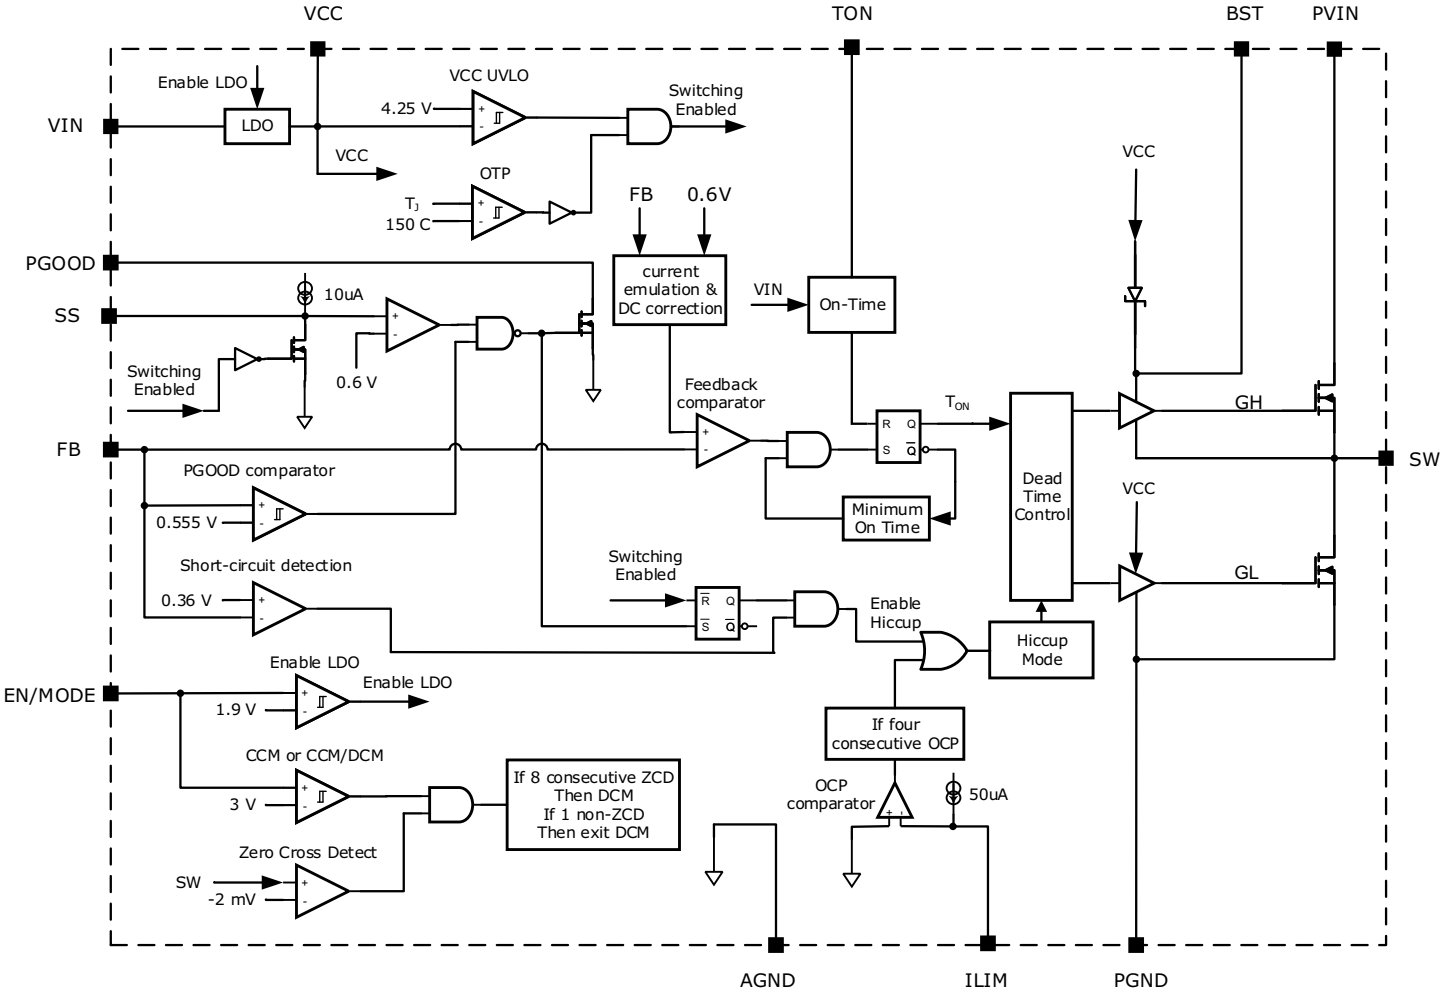 VCC
TON
BST
PVIN
Enable LDO
VCC UVLO
Switching
Enabled
4.25 V
+
-
VIN
LDO
VCC
VCC
OTP
TJ
150 C
+
-
FB
0.6V
PGOOD
current
emulation &
DC correction
VIN
On-Time
10uA
SS
+
-
0.6 V
Switching
Enabled
Feedback
comparator
TON
GH
R
Q
S
Q
+
-
FB
SW
PGOOD comparator
+
-
0.555 V
Dead
Time
Control
VCC
Minimum
On Time
Short-circuit detection
0.36 V
+
-
Switching
Enabled
R
Q
S
Q
GL
Enable
Hiccup
Hiccup
Mode
Enable LDO
EN/MODE
+
-
1.9 V
Enable LDO
If four
consecutive OCP
CCM or CCM/DCM
+
-
3 V
If 8 consecutive ZCD
Then DCM
If 1 non-ZCD
Then exit DCM
OCP
comparator
50uA
+
-
Zero Cross Detect
SW
+
-
-2 mV
AGND
ILIM
PGND